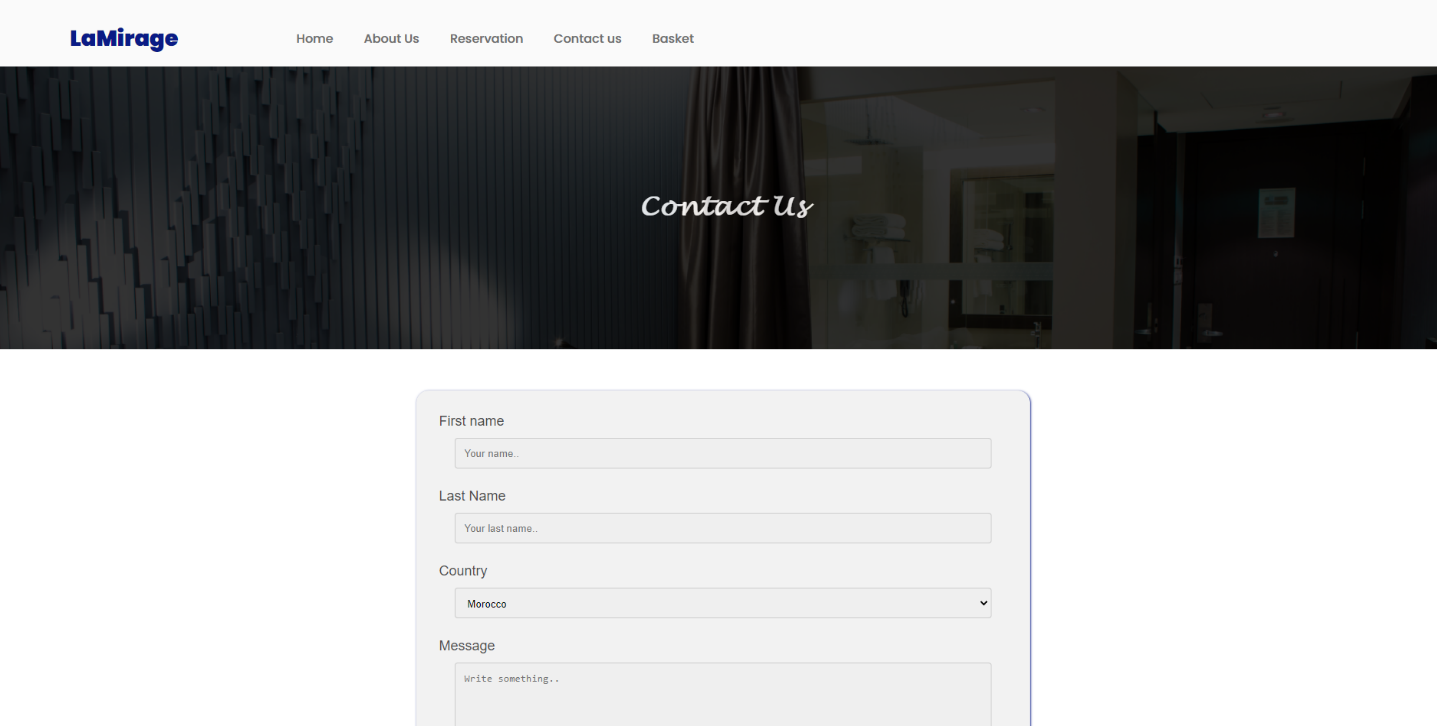 LaMirage Home About Us Reservation Contact us Basket
Contact Us
First name
Your name..
Last Name
Your last name..
Country
Morocco
Message
Write something..